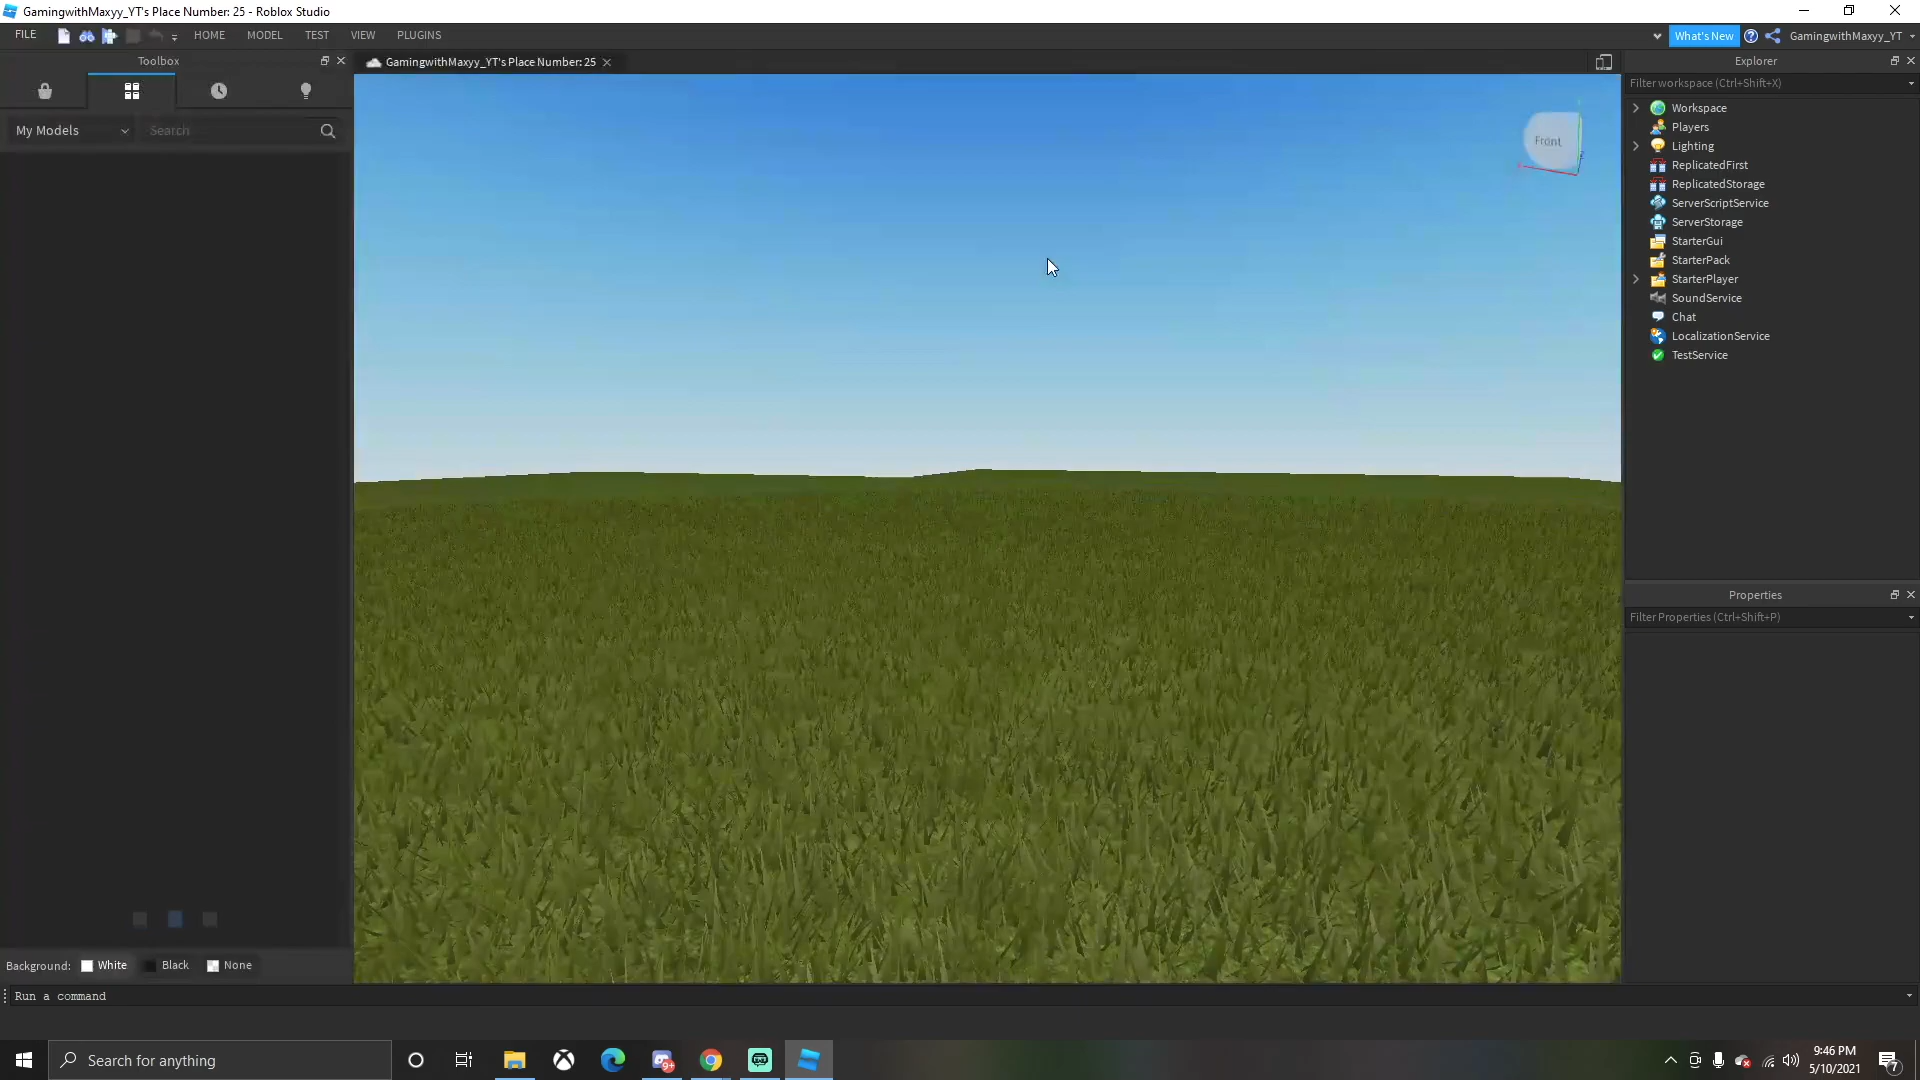 GamingwithMaxyy_YT's Place Number: 25 - Roblox Studio
FILE HOME MODEL TEST VIEW PLUGINS What's New GamingwithMaxyy_YT
Toolbox
GamingwithMaxyy_YT's Place Number: 25
Explorer
Filter workspace (Ctrl+Shift+X)
My Models Search
Front
Workspace
Players
Lighting
ReplicatedFirst
ReplicatedStorage
ServerScriptService
ServerStorage
StarterGui
StarterPack
StarterPlayer
SoundService
Chat
LocalizationService
TestService
Properties
Filter Properties (Ctrl+Shift+P)
Background: White Black None
Run a command
Search for anything
9+
9:46 PM
5/10/2021
7